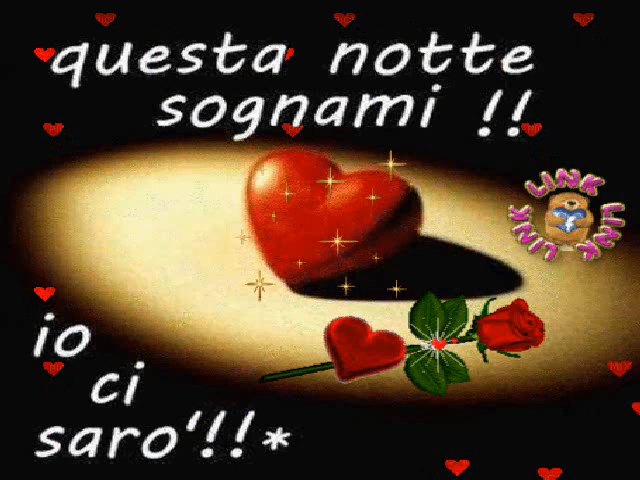 questa notte
sognami !!
LINK LINK LINK
io
ci
saro'!!*